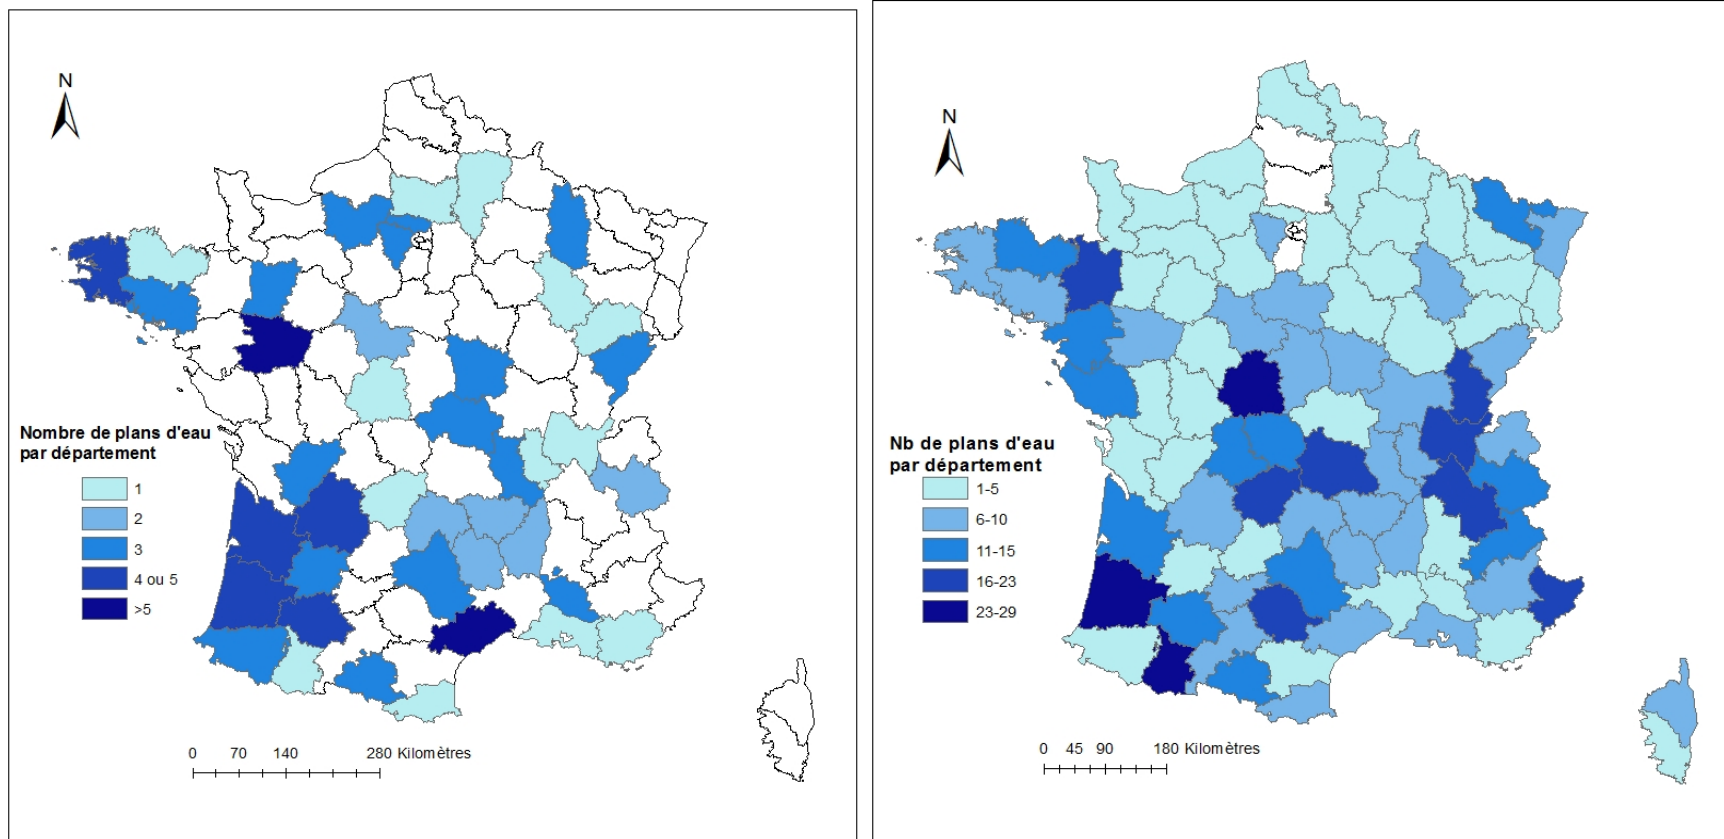 N
Nombre de plans d'eau
par département
1
2
3
4 ou 5
>5
0 70 140 280 Kilomètres
N
Nb de plans d'eau
par département
1-5
6-10
11-15
16-23
23-29
0 45 90 180 Kilomètres